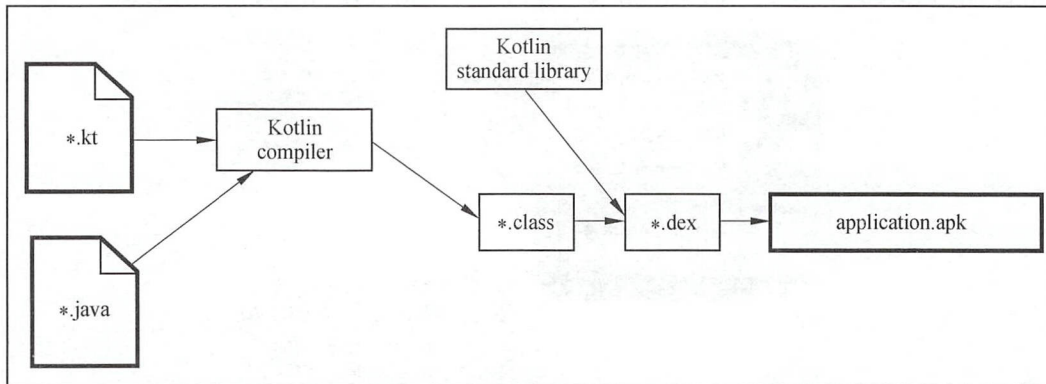 *.kt
*.java
Kotlin
compiler
Kotlin
standard library
*.class
*.dex
application.apk